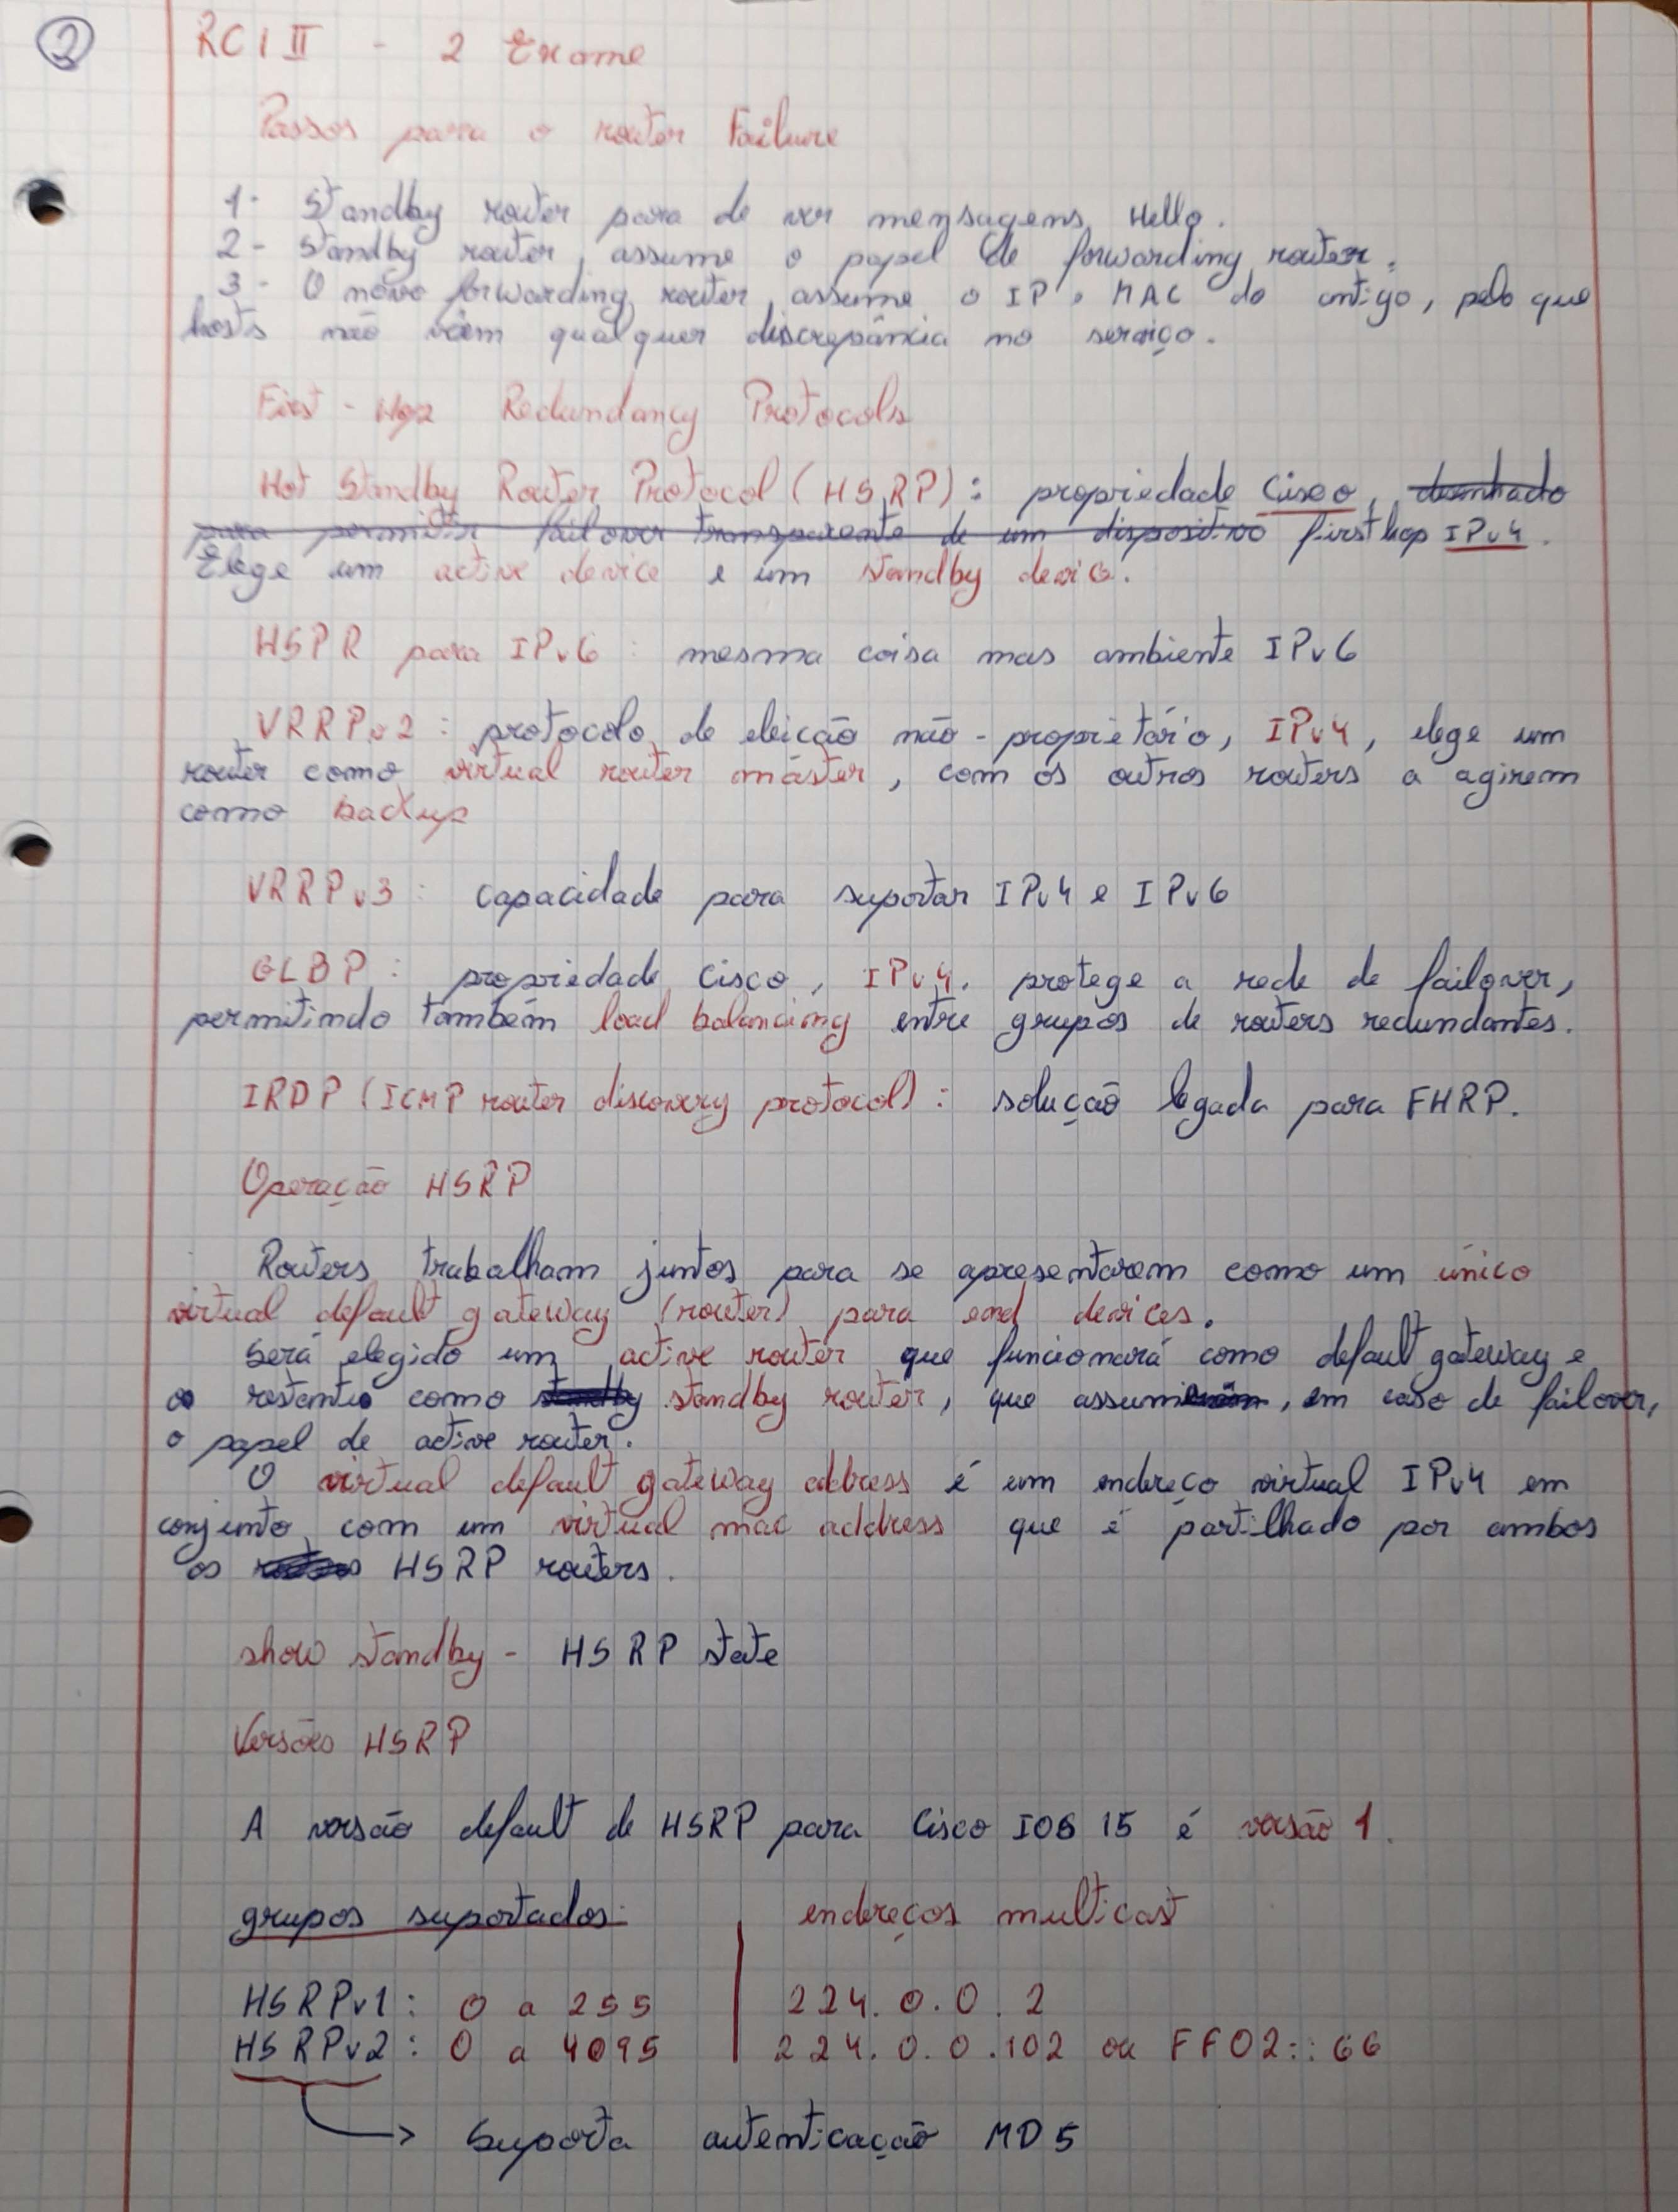 2
RCI II - 2 Exame
Passos para o router Failure
1- Standby router para de ver mensagens Hello.
2- Standby router assume o papel de forwarding router.
3- O novo forwarding router assume o IP e MAC do antigo, pelo que
hosts não vêem qualquer discrepância no serviço.
First-Hop Redundancy Protocols
Hot Standby Router Protocol (HSRP): propriedade Cisco, desenhado
para permitir failover transparente de um dispositivo first hop IPv4.
Elege um active device e um standby device.
HSPR para IPv6: mesma coisa mas ambiente IPv6
VRRPv2: protocolo de eleição não-proprietário, IPv4, elege um
router como virtual router master, com os outros routers a agirem
como backup
VRRPv3: capacidade para suportar IPv4 e IPv6
GLBP: propriedade Cisco, IPv4, protege a rede de failover,
permitindo também load balancing entre grupos de routers redundantes.
IRDP (ICMP router discovery protocol): solução legada para FHRP.
Operação HSRP
Routers trabalham juntos para se apresentarem como um único
virtual default gateway (router) para end devices.
Será elegido um active router que funcionará como default gateway e
o restante como standby router, que assumi, em caso de failover,
o papel de active router.
O virtual default gateway address é um endereço virtual IPv4 em
conjunto com um virtual mac address que é partilhado por ambos
os HSRP routers.
show standby - HSRP state
Versões HSRP
A versão default de HSRP para Cisco IOS 15 é versão 1.
grupos suportados: endereços multicast
HSRPv1: 0 a 255 224.0.0.2
HSRPv2: 0 a 4095 224.0.0.102 ou FF02::66
Suporta autenticação MD5